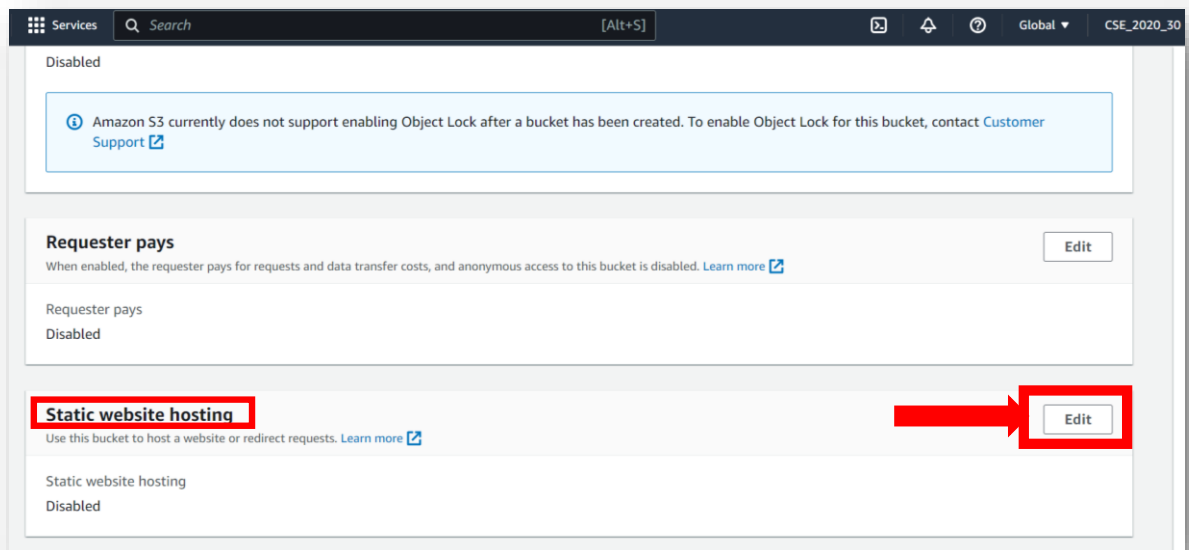 Services
Search [Alt+S]
Global ▼
CSE_2020_30
Disabled
Amazon S3 currently does not support enabling Object Lock after a bucket has been created. To enable Object Lock for this bucket, contact Customer
Support
Requester pays
Edit
When enabled, the requester pays for requests and data transfer costs, and anonymous access to this bucket is disabled. Learn more
Requester pays
Disabled
Static website hosting
Edit
Use this bucket to host a website or redirect requests. Learn more
Static website hosting
Disabled